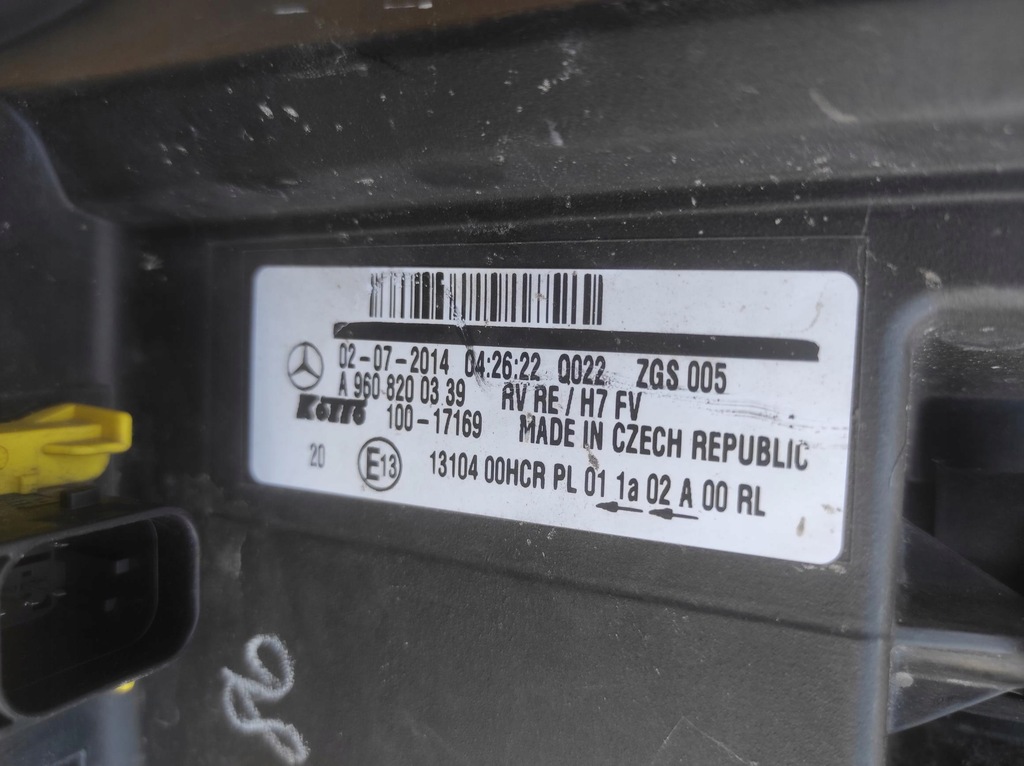 02-07-2014 04:26:22 Q022 ZGS 005
A 960 820 03 39 RV RE / H7 FV
100-17169 MADE IN CZECH REPUBLIC
20 E13 13104 00HCR PL 01 1a 02 A 00 RL